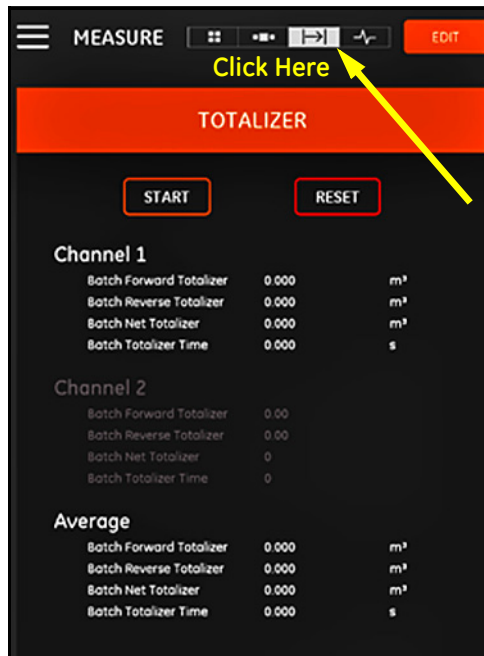 MEASURE EDIT
Click Here
TOTALIZER
START RESET
Channel 1
Batch Forward Totalizer 0.000 m³
Batch Reverse Totalizer 0.000 m³
Batch Net Totalizer 0.000 m³
Batch Totalizer Time 0.000 s
Channel 2
Batch Forward Totalizer 0.00
Batch Reverse Totalizer 0.00
Batch Net Totalizer 0
Batch Totalizer Time 0
Average
Batch Forward Totalizer 0.000 m³
Batch Reverse Totalizer 0.000 m³
Batch Net Totalizer 0.000 m³
Batch Totalizer Time 0.000 s